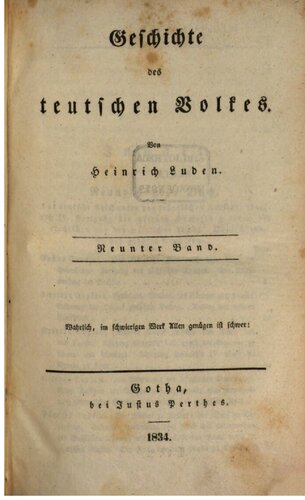 Geschichte
des
teutschen Volkes.
Von
Heinrich Luden.
Neunter Band.
Wahrlich, im schwierigen Werk Allen genügen ist schwer:
Gotha,
bei Justus Perthes.
1834.